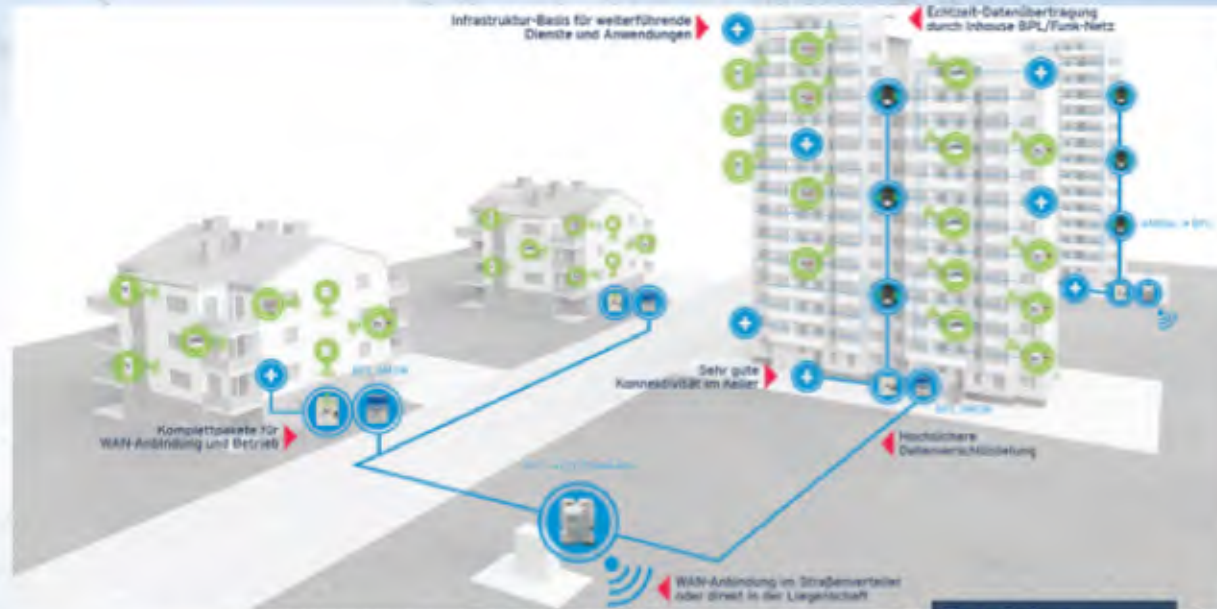 Infrastruktur-Basis für weiterführende
Dienste und Anwendungen
Echtzeit-Datenübertragung
durch Inhouse BPL/Funk-Netz
Sehr gute
Konnektivität im Keller
Komplettpakete für
WAN-Anbindung und Betrieb
Hochsichere
Datenverschlüsselung
WAN-Anbindung im Straßenverteiler
oder direkt in der Liegenschaft